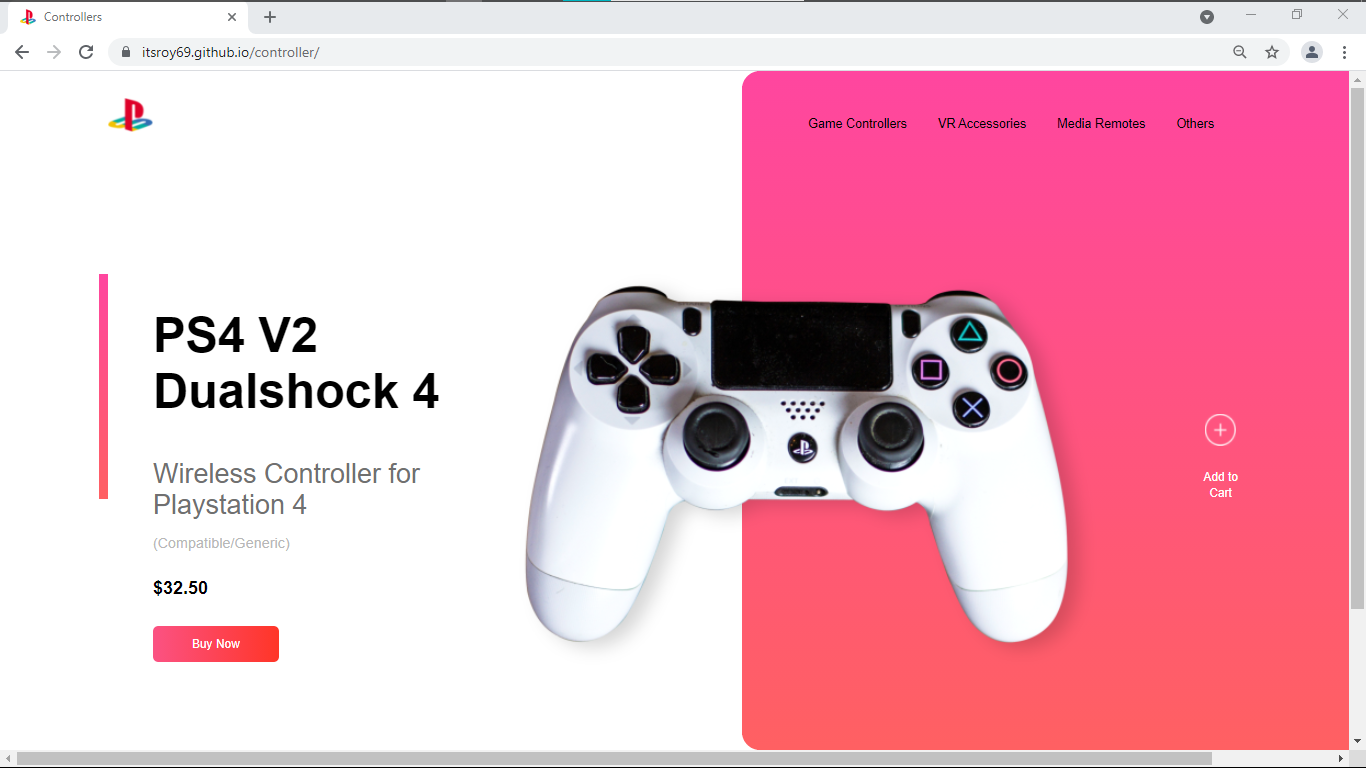 Controllers
itsroy69.github.io/controller/
Game Controllers VR Accessories Media Remotes Others
PS4 V2
Dualshock 4
Wireless Controller for
Playstation 4
(Compatible/Generic)
$32.50
Buy Now
Add to
Cart